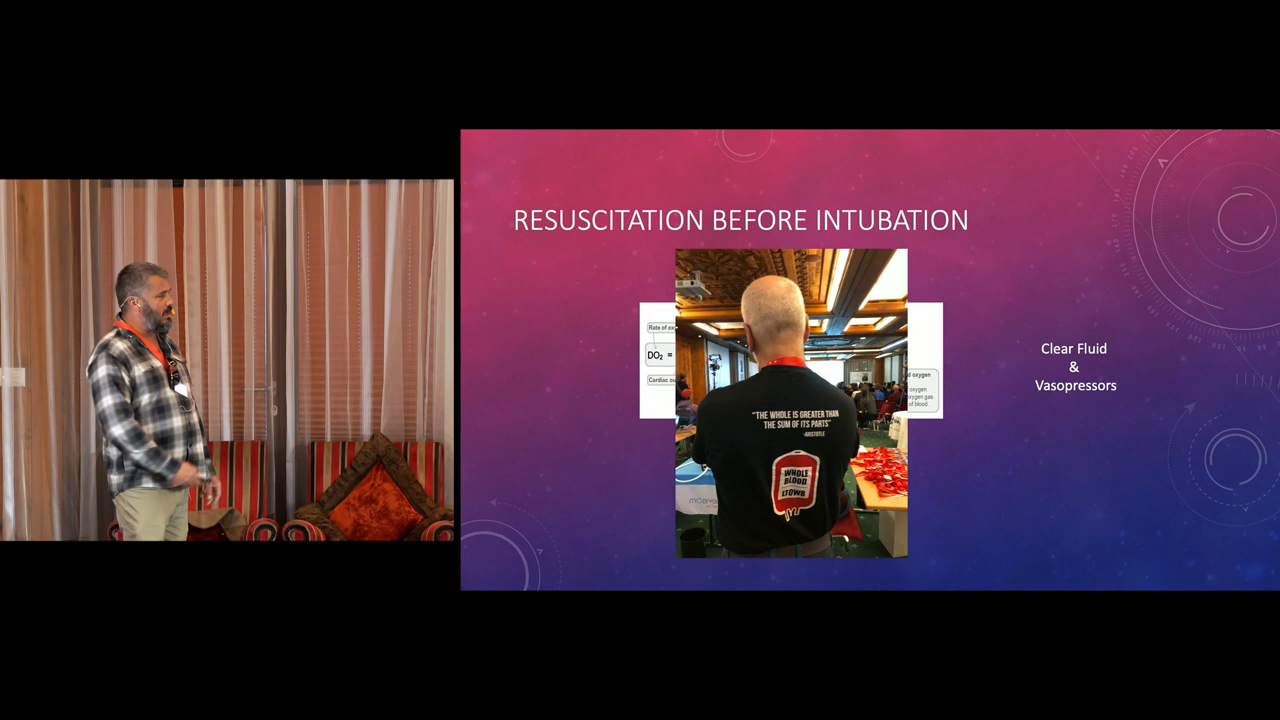 RESUSCITATION BEFORE INTUBATION
Rate of ox
DO₂ =
Cardiac ou
d oxygen
oxygen
oxygen gas
of blood.
"THE WHOLE IS GREATER THAN
THE SUM OF ITS PARTS"
-ARISTOTLE
WHOLE
BLOOD
LTOWB
Clear Fluid
&
Vasopressors